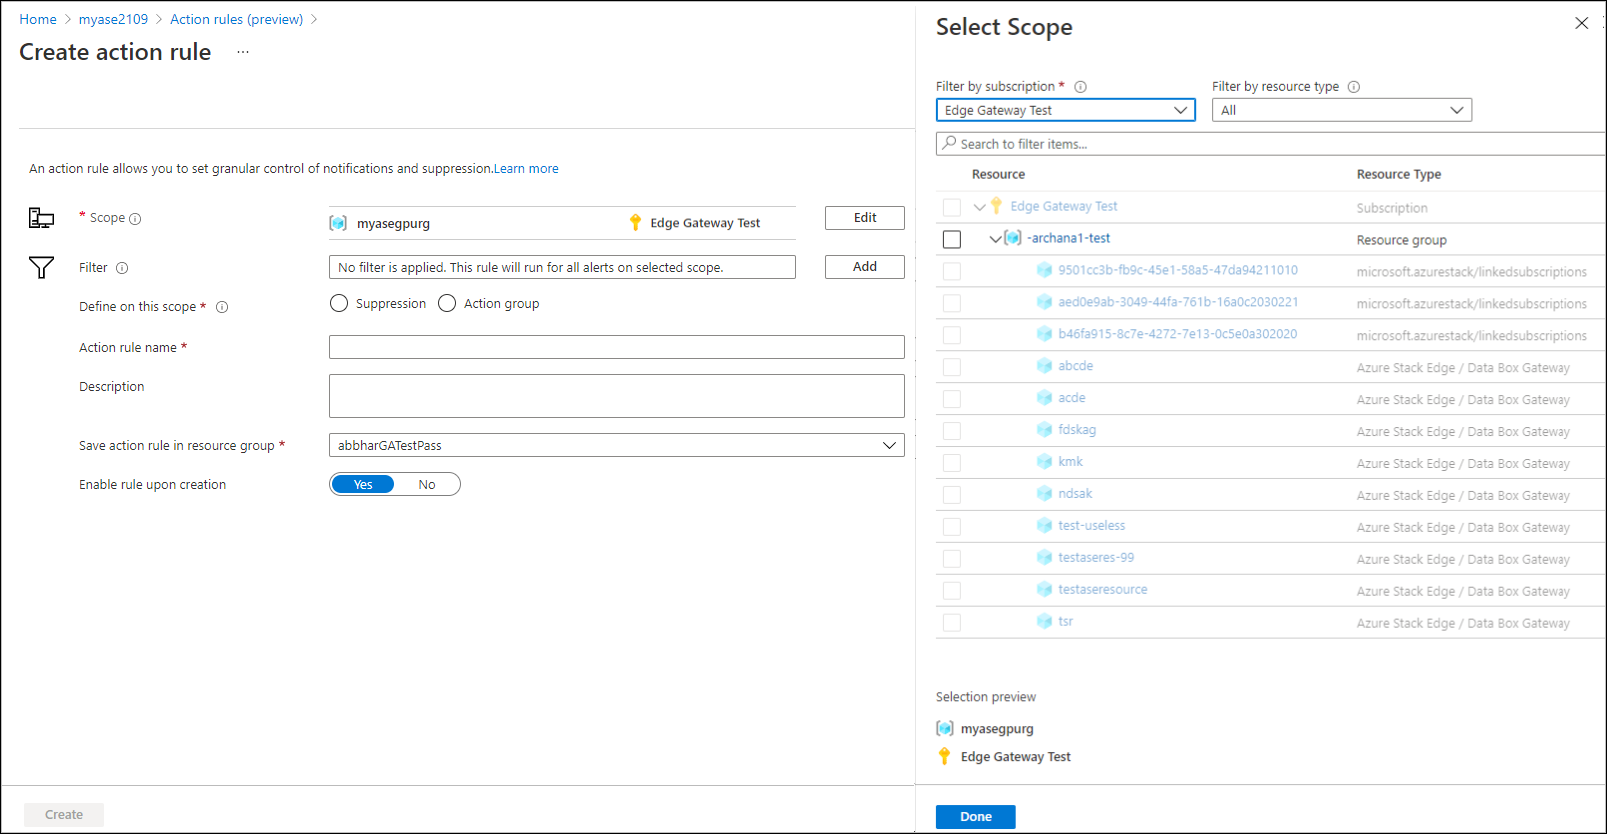 Home > myase2109 > Action rules (preview) >
Create action rule ...
An action rule allows you to set granular control of notifications and suppression.Learn more
* Scope
myasegpurg
Edge Gateway Test
Edit
Filter
No filter is applied. This rule will run for all alerts on selected scope.
Add
Define on this scope *
Suppression
Action group
Action rule name *
Description
Save action rule in resource group *
abbharGATestPass
Enable rule upon creation
Yes
No
Create
Select Scope
Filter by subscription *
Filter by resource type
Edge Gateway Test
All
Search to filter items...
Resource Resource Type
Edge Gateway Test Subscription
-archana1-test Resource group
9501cc3b-fb9c-45e1-58a5-47da94211010 microsoft.azurestack/linkedsubscriptions
aed0e9ab-3049-44fa-761b-16a0c2030221 microsoft.azurestack/linkedsubscriptions
b46fa915-8c7e-4272-7e13-0c5e0a302020 microsoft.azurestack/linkedsubscriptions
abcde Azure Stack Edge / Data Box Gateway
acde Azure Stack Edge / Data Box Gateway
fdskag Azure Stack Edge / Data Box Gateway
kmk Azure Stack Edge / Data Box Gateway
ndsak Azure Stack Edge / Data Box Gateway
test-useless Azure Stack Edge / Data Box Gateway
testaseres-99 Azure Stack Edge / Data Box Gateway
testaseresource Azure Stack Edge / Data Box Gateway
tsr Azure Stack Edge / Data Box Gateway
Selection preview
myasegpurg
Edge Gateway Test
Done